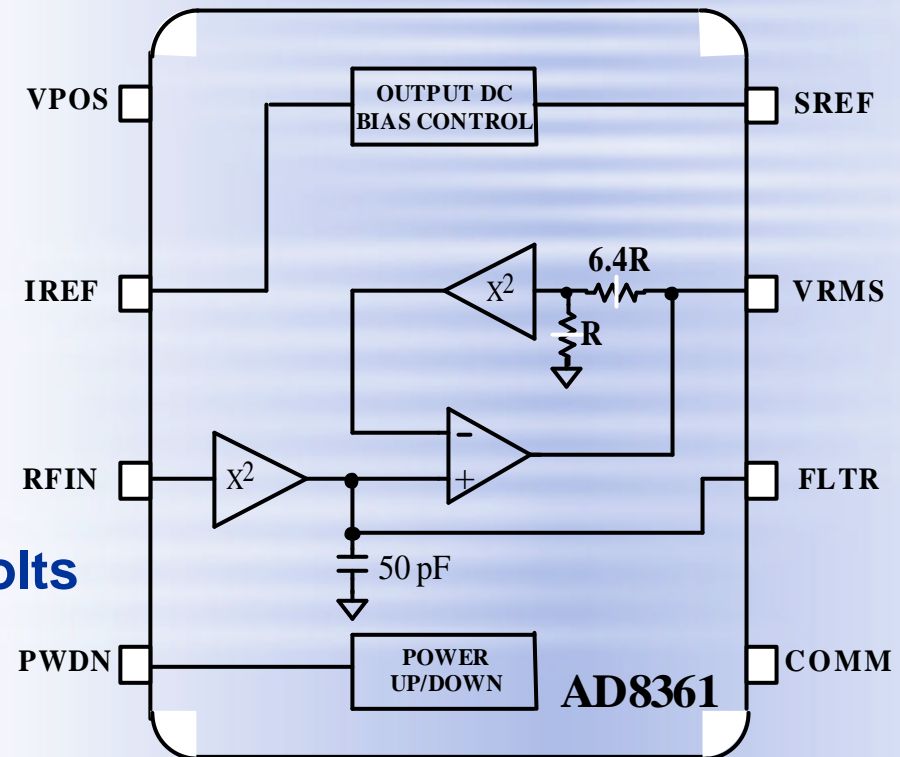 VPOS
OUTPUT DC
BIAS CONTROL
SREF
IREF
X²
6.4R
R
VRMS
RFIN
X²
-
+
FLTR
50 pF
olts
PWDN
POWER
UP/DOWN
AD8361
COMM